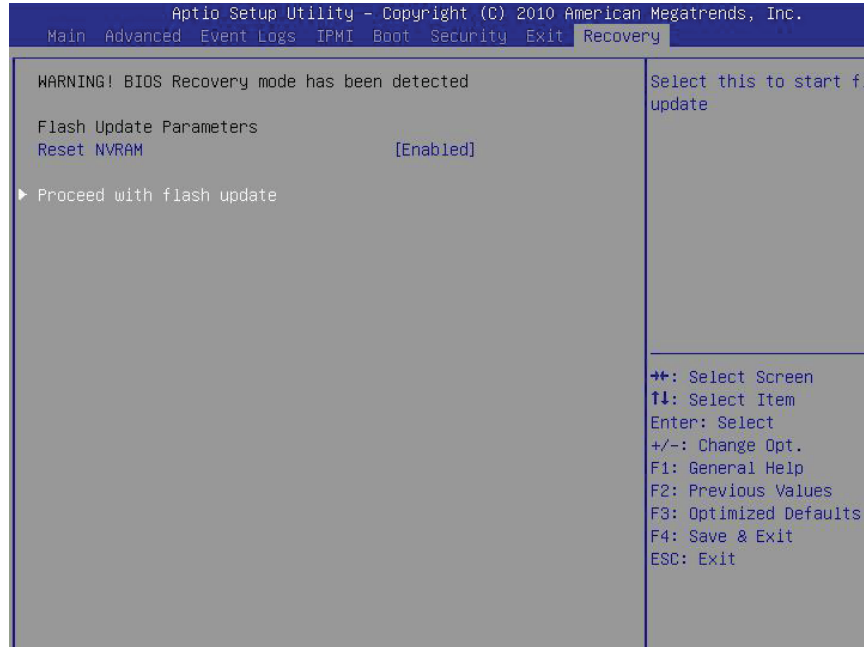 Aptio Setup Utility – Copyright (C) 2010 American Megatrends, Inc.
Main Advanced Event Logs IPMI Boot Security Exit Recovery
WARNING! BIOS Recovery mode has been detected
Flash Update Parameters
Reset NVRAM [Enabled]
Proceed with flash update
Select this to start f
update
→←: Select Screen
↑↓: Select Item
Enter: Select
+/-: Change Opt.
F1: General Help
F2: Previous Values
F3: Optimized Defaults
F4: Save & Exit
ESC: Exit